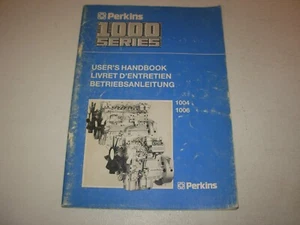 Perkins
1000
SERIES
USER'S HANDBOOK
LIVRET D'ENTRETIEN
BETRIEBSANLEITUNG
1004
1006
Perkins